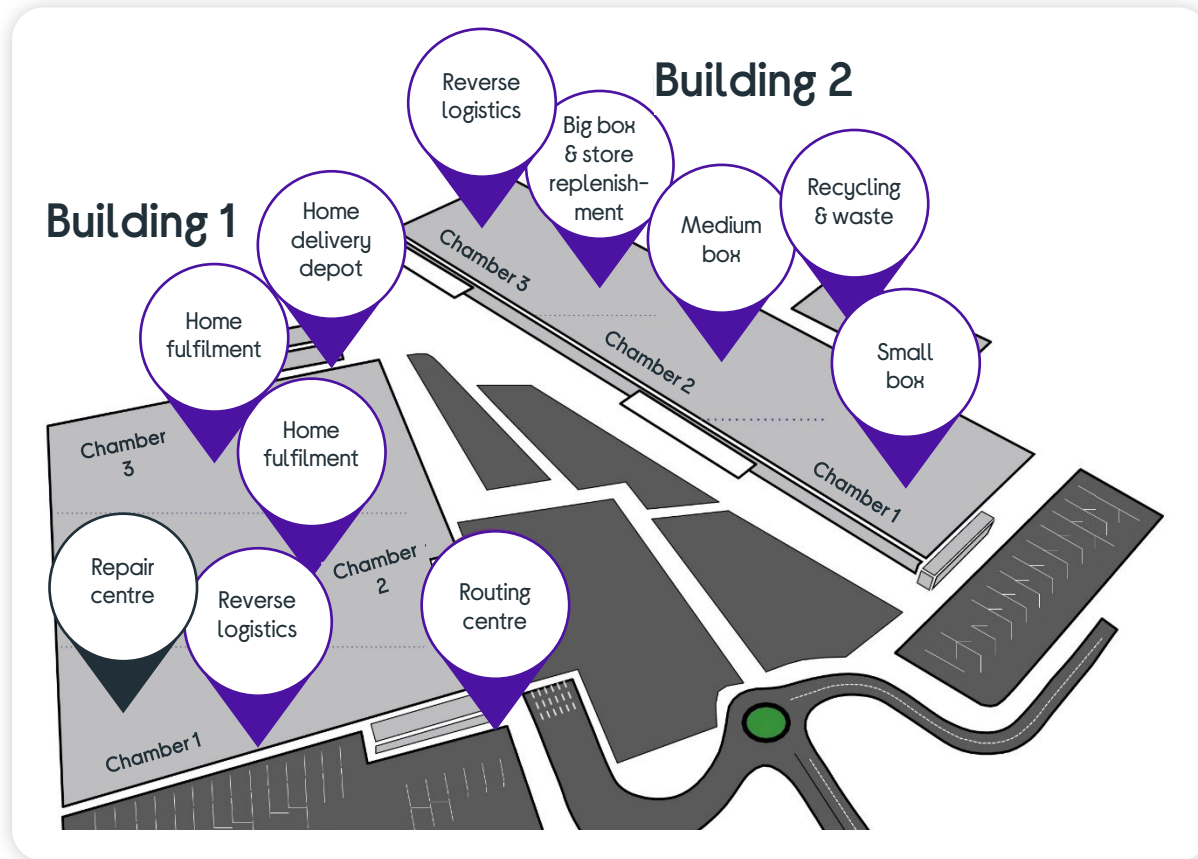 Building 2
Reverse
logistics
Big box
& store
replenish-
ment
Medium
box
Recycling
& waste
Small
box
Chamber 3
Chamber 2
Chamber 1
Building 1
Home
delivery
depot
Home
fulfilment
Home
fulfilment
Chamber
3
Chamber
2
Repair
centre
Reverse
logistics
Routing
centre
Chamber 1